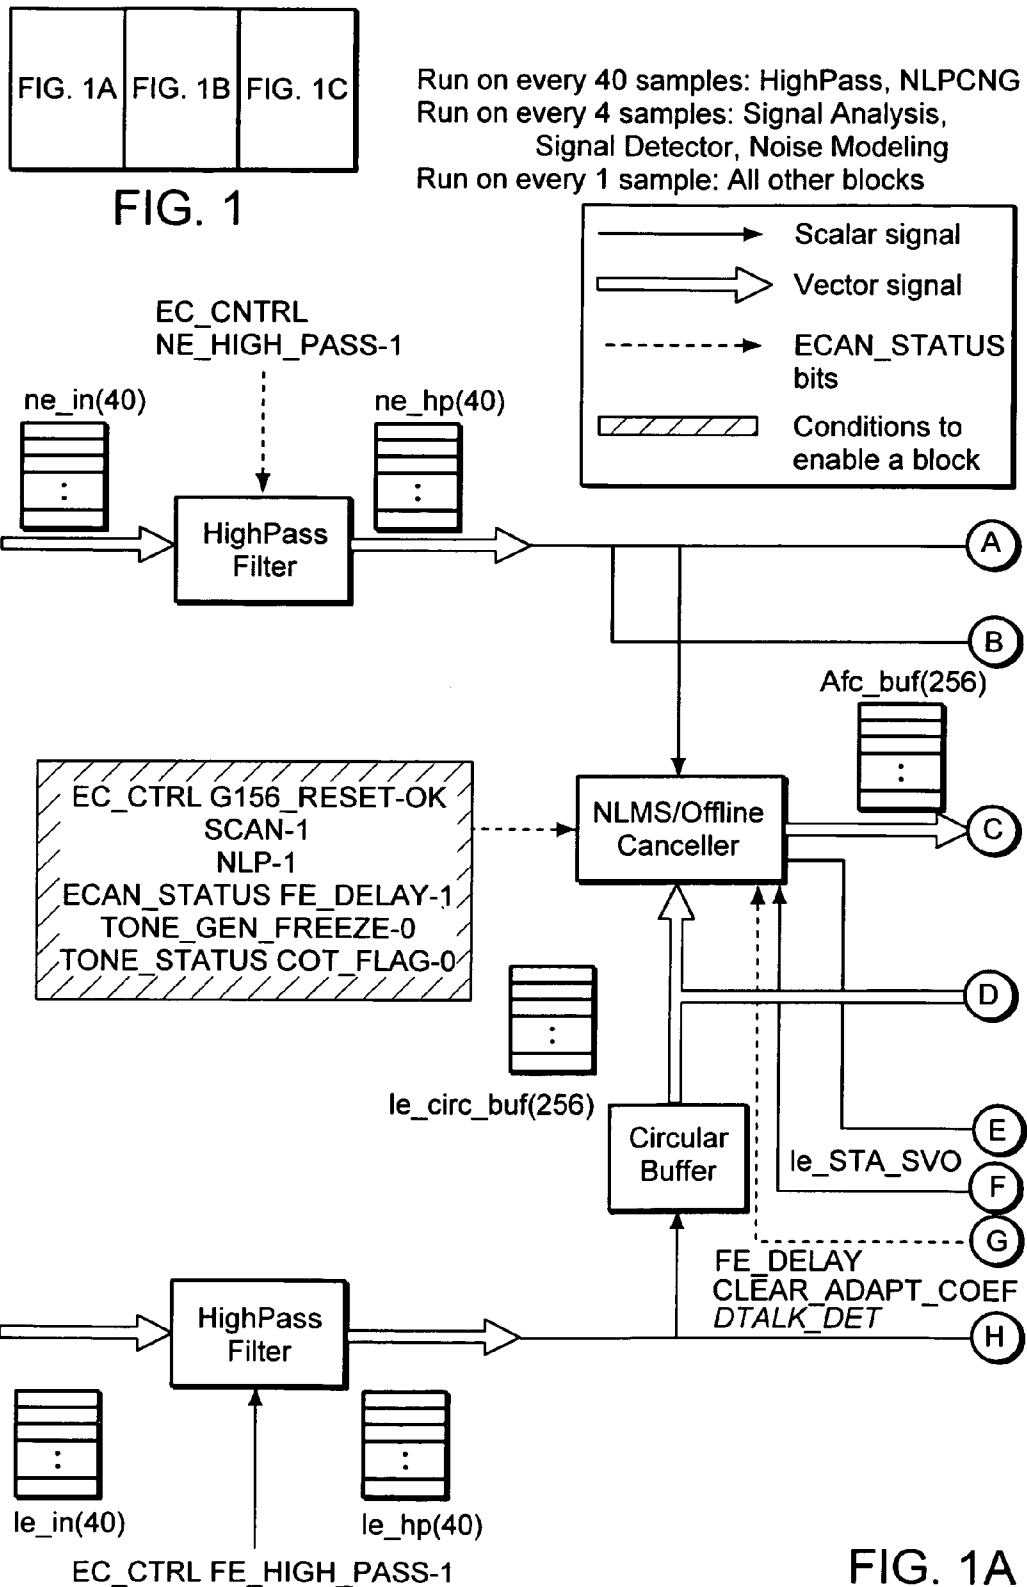 FIG. 1A FIG. 1B FIG. 1C
FIG. 1
Run on every 40 samples: HighPass, NLPCNG
Run on every 4 samples: Signal Analysis,
Signal Detector, Noise Modeling
Run on every 1 sample: All other blocks
Scalar signal
Vector signal
ECAN_STATUS
bits
Conditions to
enable a block
EC_CNTRL
NE_HIGH_PASS-1
ne_in(40)
ne_hp(40)
HighPass
Filter
A
B
Afc_buf(256)
EC_CTRL G156_RESET-OK
SCAN-1
NLP-1
ECAN_STATUS FE_DELAY-1
TONE_GEN_FREEZE-0
TONE_STATUS COT_FLAG-0
NLMS/Offline
Canceller
C
D
le_circ_buf(256)
Circular
Buffer
E
le_STA_SVO
F
G
FE_DELAY
CLEAR_ADAPT_COEF
DTALK_DET
HighPass
Filter
H
le_in(40)
le_hp(40)
EC_CTRL FE_HIGH_PASS-1
FIG. 1A